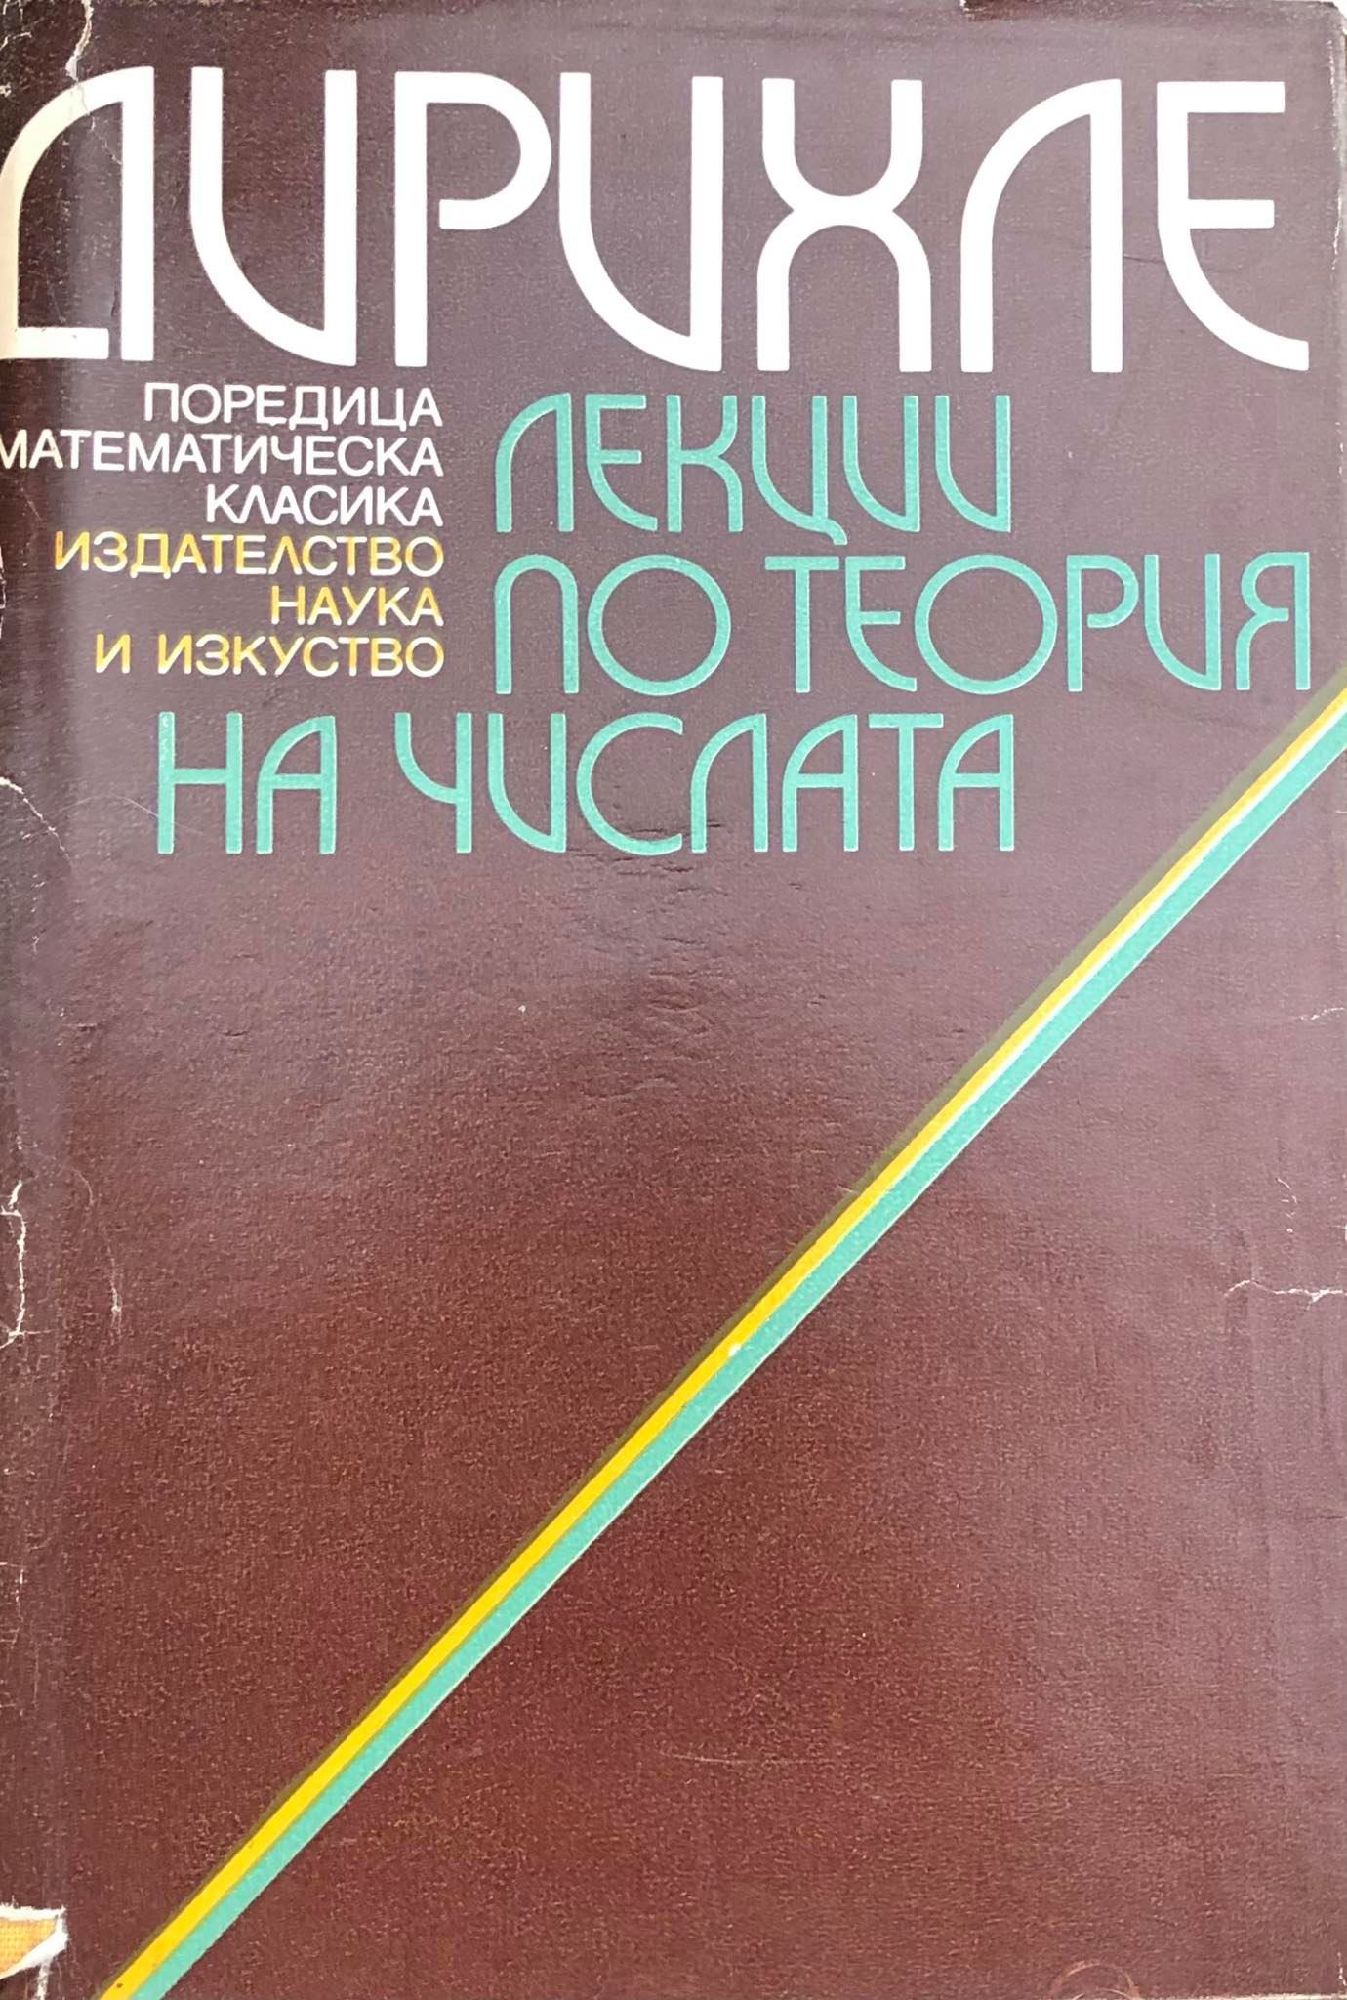 ДИРИХЛЕ
ПОРЕДИЦА
МАТЕМАТИЧЕСКА
КЛАСИКА
ИЗДАТЕЛСТВО
НАУКА
И ИЗКУСТВО
ЛЕКЦИИ
ПО ТЕОРИЯ
НА ЧИСЛАТА